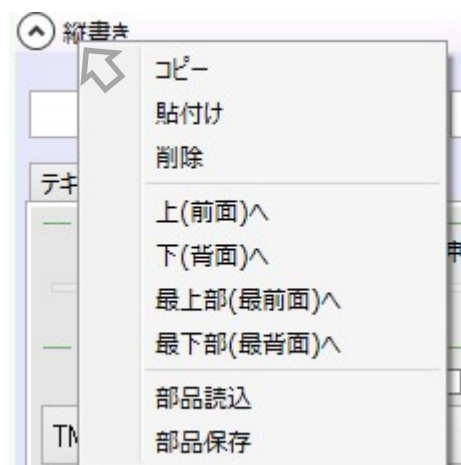 縦書き
コピー
貼付け
削除
テキ
上(前面)へ
下(背面)へ
最上部(最前面)へ
最下部(最背面)へ
部品読込
部品保存